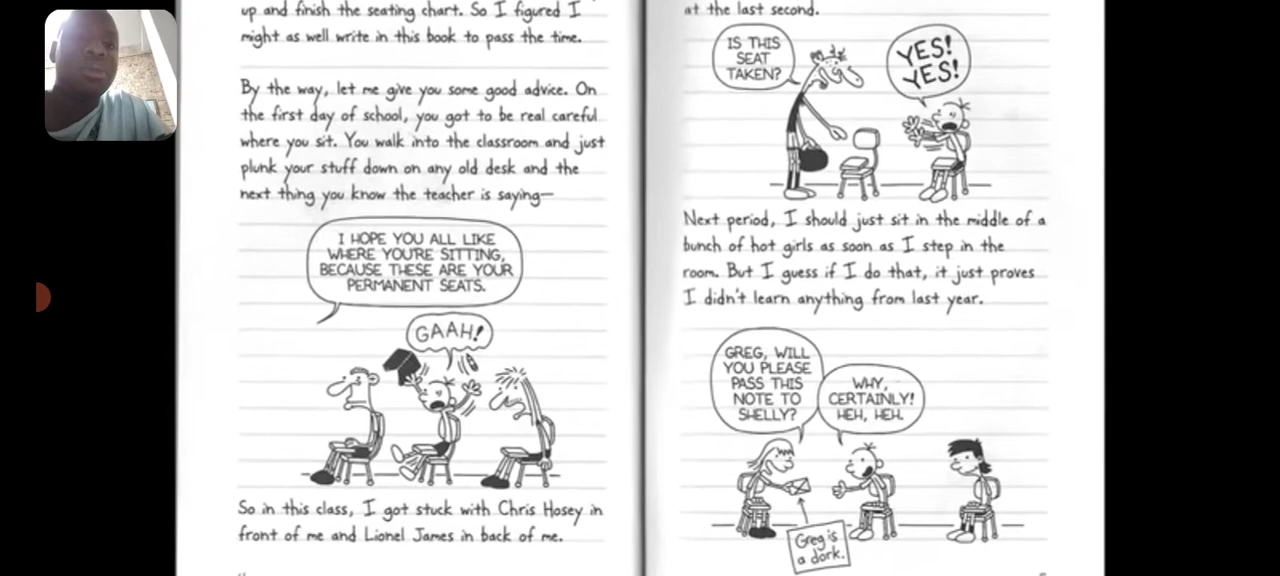 up and finish the seating chart. So I figured I
might as well write in this book to pass the time.
By the way, let me give you some good advice. On
the first day of school, you got to be real careful
where you sit. You walk into the classroom and just
plunk your stuff down on any old desk and the
next thing you know the teacher is saying—
I HOPE YOU ALL LIKE
WHERE YOU'RE SITTING,
BECAUSE THESE ARE YOUR
PERMANENT SEATS.
GAAH!
So in this class, I got stuck with Chris Hosey in
front of me and Lionel James in back of me.
at the last second.
IS THIS
SEAT
TAKEN?
YES!
YES!
Next period, I should just sit in the middle of a
bunch of hot girls as soon as I step in the
room. But I guess if I do that, it just proves
I didn't learn anything from last year.
GREG, WILL
YOU PLEASE
PASS THIS
NOTE TO
SHELLY?
WHY,
CERTAINLY!
HEH, HEH.
Greg is
a dork.